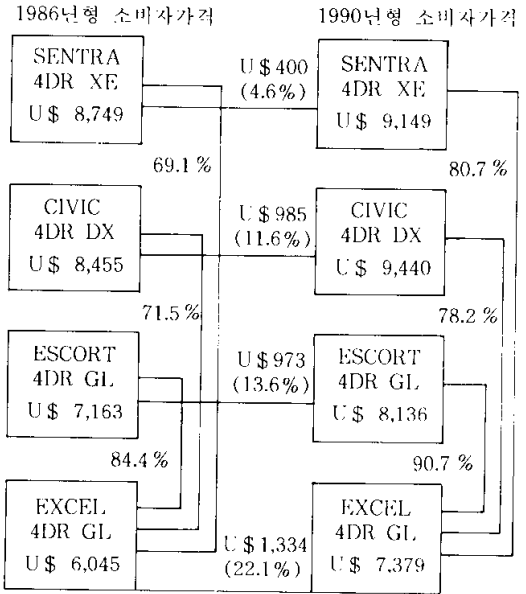 1986년형 소비자가격
1990년형 소비자가격
SENTRA
4DR XE
U$ 8,749
U$400
(4.6%)
SENTRA
4DR XE
U$ 9,149
69.1%
80.7%
CIVIC
4DR DX
U$ 8,455
U$985
(11.6%)
CIVIC
4DR DX
U$ 9,440
71.5%
78.2%
ESCORT
4DR GL
U$ 7,163
U$973
(13.6%)
ESCORT
4DR GL
U$ 8,136
84.4%
90.7%
EXCEL
4DR GL
U$ 6,045
U$1,334
(22.1%)
EXCEL
4DR GL
U$ 7,379